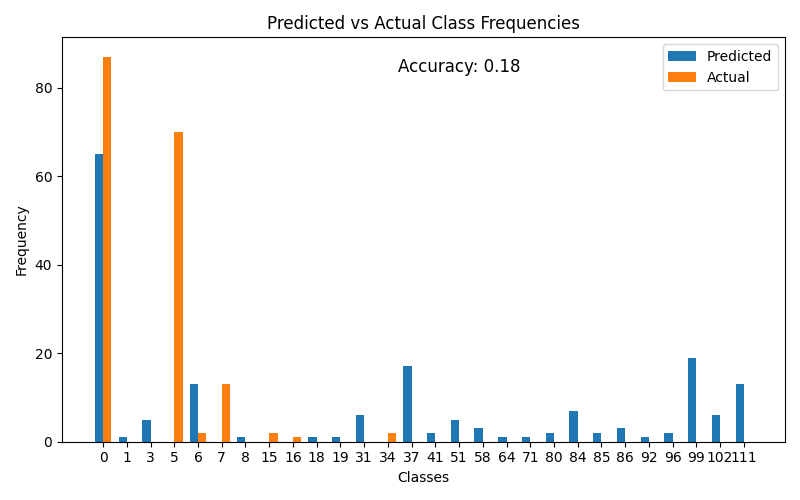 Predicted vs Actual Class Frequencies
Accuracy: 0.18
Predicted
Actual
Frequency
80
60
40
20
0
0 1 3 5 6 7 8 15 16 18 19 31 34 37 41 51 58 64 71 80 84 85 86 92 96 99 102 111
Classes